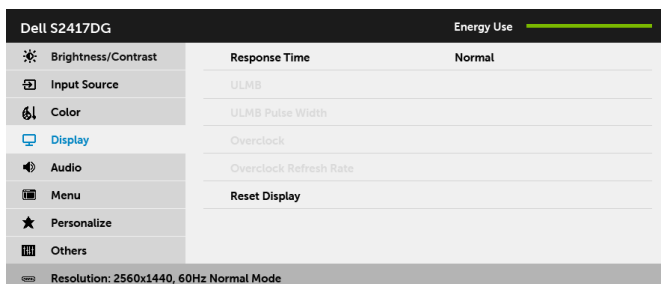 Dell S2417DG Energy Use
Brightness/Contrast Response Time Normal
Input Source ULMB
Color ULMB Pulse Width
Display Overclock
Audio Overclock Refresh Rate
Menu Reset Display
Personalize
Others
Resolution: 2560x1440, 60Hz Normal Mode